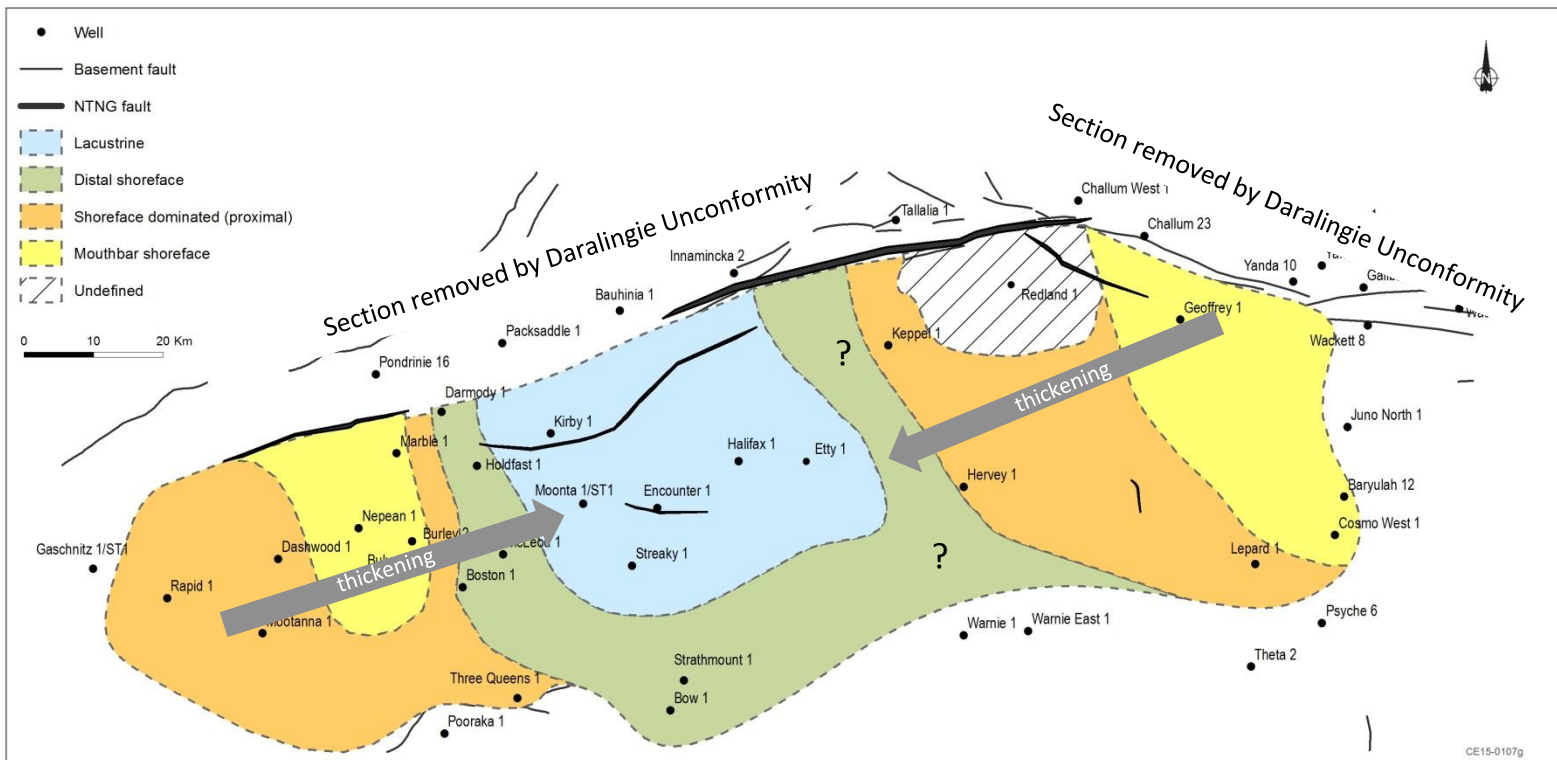 Well
Basement fault
NTNG fault
Lacustrine
Distal shoreface
Shoreface dominated (proximal)
Mouthbar shoreface
Undefined
0 10 20 Km
N
Section removed by Daralingie Unconformity
Section removed by Daralingie Unconformity
Challum West 1
Tallalia 1
Challum 23
Innamincka 2
Yanda 10
Redland 1
Bauhinia 1
Geoffrey 1
Packsaddle 1
Keppel 1
Wackett 8
?
Pondrinie 16
thickening
Darmody 1
Juno North 1
Kirby 1
Marble 1
Halifax 1
Etty 1
Holdfast 1
Hervey 1
Baryulah 12
Moonta 1/ST1
Encounter 1
Nepean 1
Cosmo West 1
Burley 2
Gaschnitz 1/ST1
Dashwood 1
?
Lepard 1
Streaky 1
thickening
Rapid 1
Boston 1
Psyche 6
Mootanna 1
Warnie 1
Warnie East 1
Theta 2
Strathmount 1
Three Queens 1
Bow 1
Pooraka 1
CE15-0107g